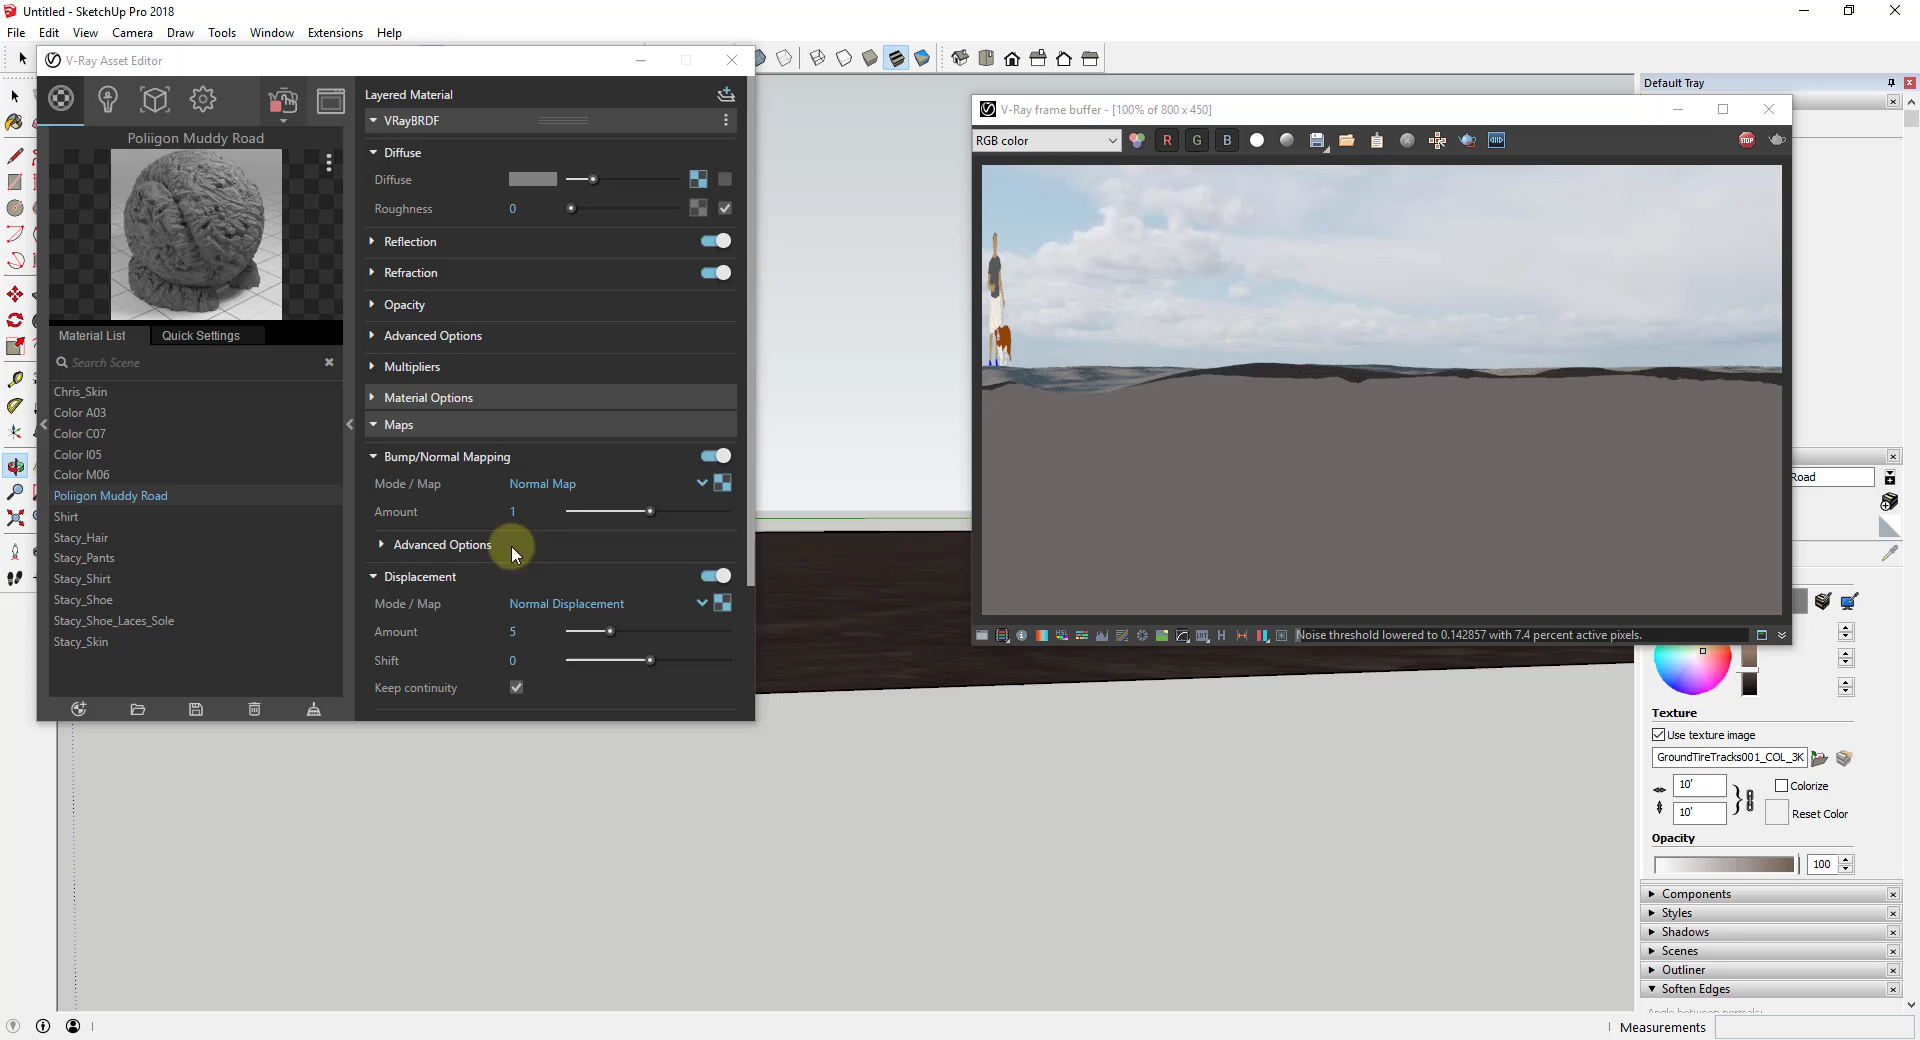 Untitled - SketchUp Pro 2018
File Edit View Camera Draw Tools Window Extensions Help
V-Ray Asset Editor
Poliigon Muddy Road
Material List Quick Settings
Search Scene
Chris_Skin
Color A03
Color C07
Color I05
Color M06
Poliigon Muddy Road
Shirt
Stacy_Hair
Stacy_Pants
Stacy_Shirt
Stacy_Shoe
Stacy_Shoe_Laces_Sole
Stacy_Skin
Layered Material
VRayBRDF
Diffuse
Diffuse
Roughness 0
Reflection
Refraction
Opacity
Advanced Options
Multipliers
Material Options
Maps
Bump/Normal Mapping
Mode / Map Normal Map
Amount 1
Advanced Options
Displacement
Mode / Map Normal Displacement
Amount 5
Shift 0
Keep continuity
V-Ray frame buffer - [100% of 800 x 450]
RGB color R G B
STOP
HSL LUT H
Noise threshold lowered to 0.142857 with 7.4 percent active pixels.
Default Tray
Road
Texture
Use texture image
GroundTireTracks001_COL_3K
10' Colorize
10' Reset Color
Opacity
100
Components
Styles
Shadows
Scenes
Outliner
Soften Edges
Angle between normals:
Measurements